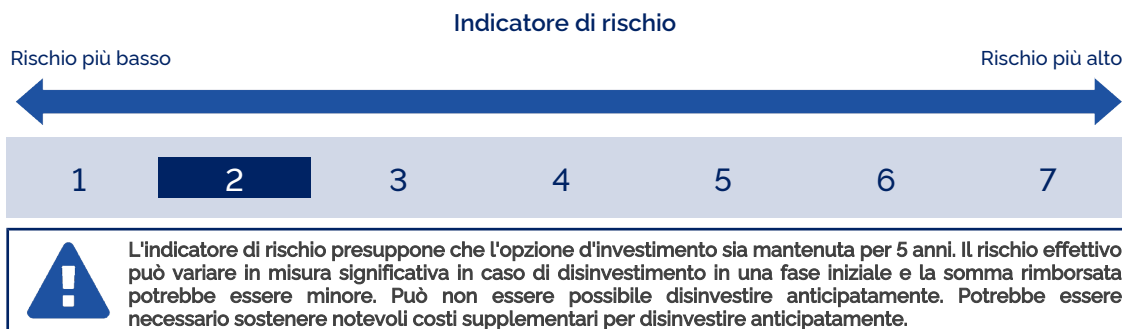 Indicatore di rischio
Rischio più basso Rischio più alto
1 2 3 4 5 6 7
L'indicatore di rischio presuppone che l'opzione d'investimento sia mantenuta per 5 anni. Il rischio effettivo
può variare in misura significativa in caso di disinvestimento in una fase iniziale e la somma rimborsata
potrebbe essere minore. Può non essere possibile disinvestire anticipatamente. Potrebbe essere
necessario sostenere notevoli costi supplementari per disinvestire anticipatamente.